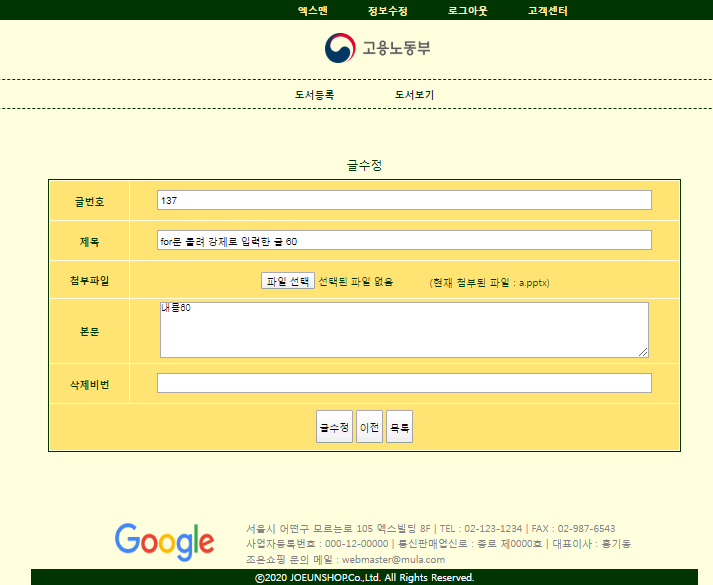 엑스맨 정보수정 로그아웃 고객센터
고용노동부
도서등록 도서보기
글수정
글번호 137
제목 for문 돌려 강제로 입력한 글 60
첨부파일 파일 선택 선택된 파일 없음 (현재 첨부된 파일 : a.pptx)
본문 내용60
삭제비번
글수정 이전 목록
Google
서울시 어떤구 모르는로 105 엑스빌딩 8F | TEL : 02-123-1234 | FAX : 02-987-6543
사업자등록번호 : 000-12-00000 | 통신판매업신로 : 종로 제0000호 | 대표이사 : 홍기동
조은쇼핑 문의 메일 : webmaster@mula.com
ⓒ2020 JOEUNSHOP.Co.,Ltd. All Rights Reserved.